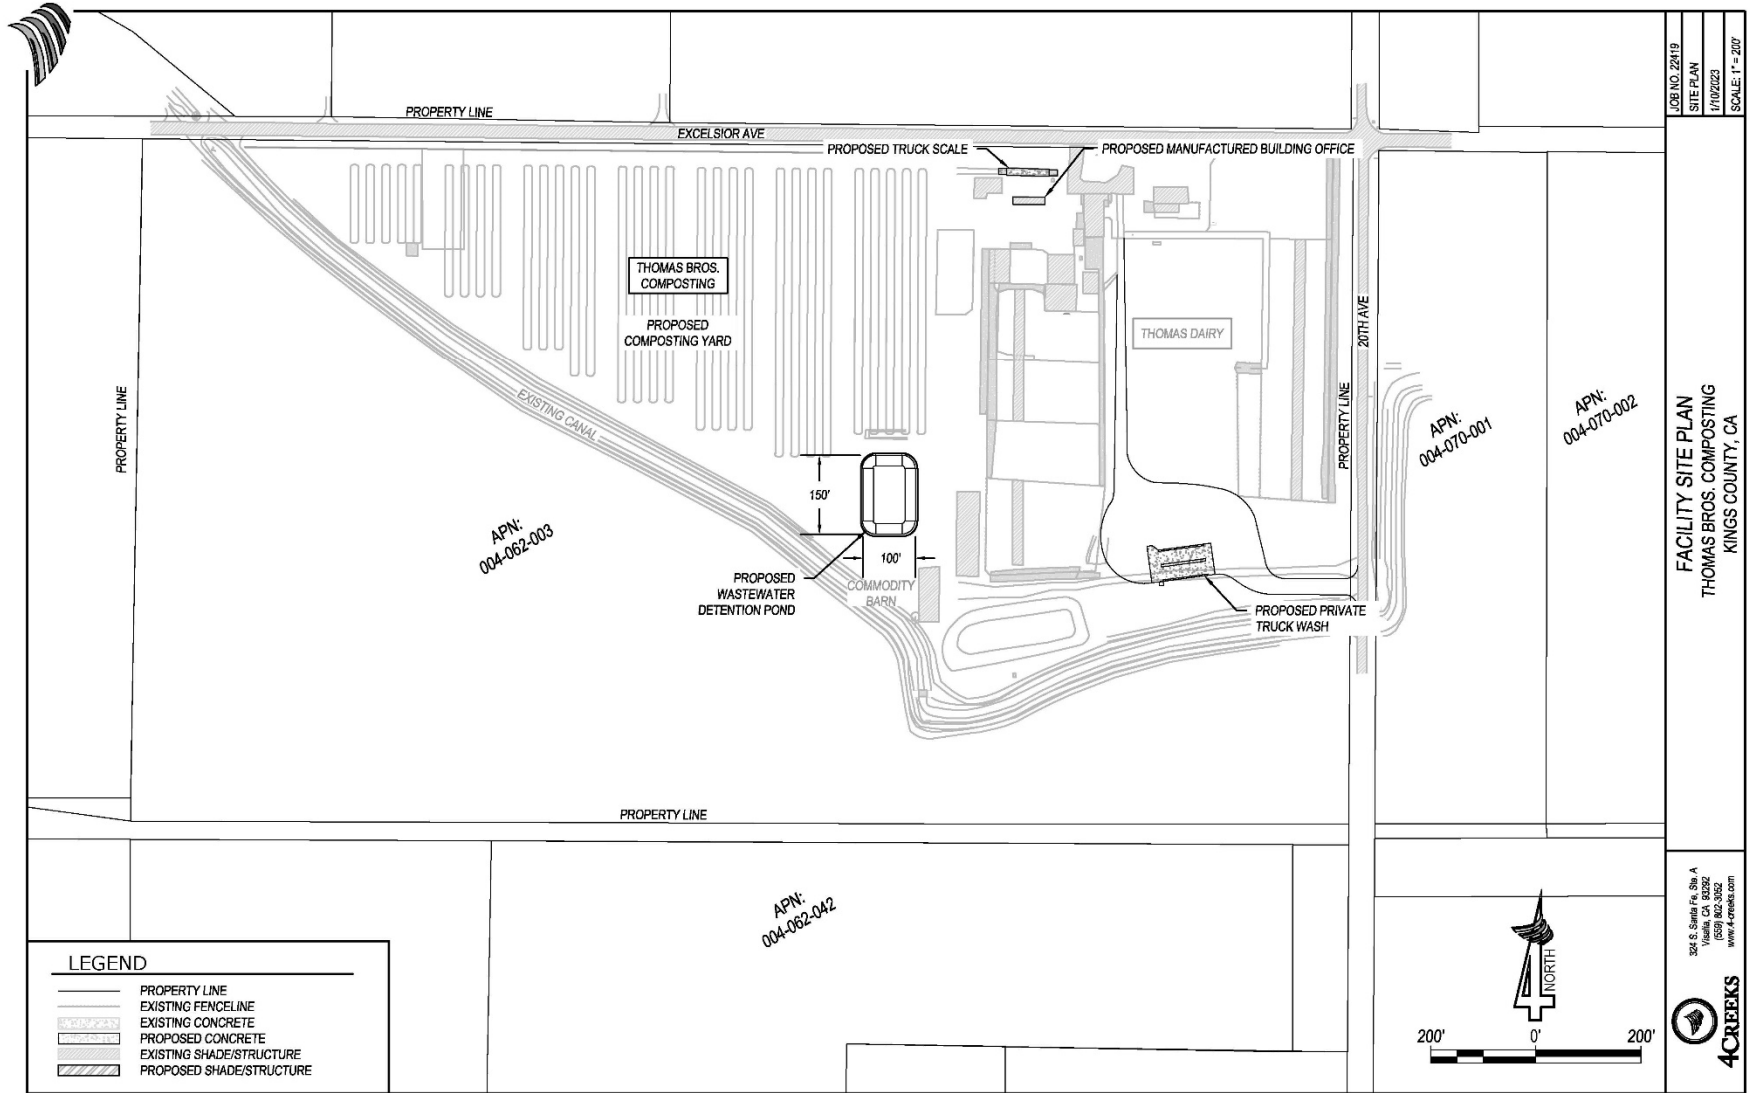 PROPERTY LINE
EXCELSIOR AVE
PROPOSED TRUCK SCALE
PROPOSED MANUFACTURED BUILDING OFFICE
THOMAS BROS.
COMPOSTING
PROPOSED
COMPOSTING YARD
THOMAS DAIRY
20TH AVE
PROPERTY LINE
PROPERTY LINE
EXISTING CANAL
APN:
004-070-001
APN:
004-070-002
150'
100'
APN:
004-062-003
PROPOSED
WASTEWATER
DETENTION POND
COMMODITY
BARN
PROPOSED PRIVATE
TRUCK WASH
PROPERTY LINE
APN:
004-062-042
LEGEND
PROPERTY LINE
EXISTING FENCELINE
EXISTING CONCRETE
PROPOSED CONCRETE
EXISTING SHADE/STRUCTURE
PROPOSED SHADE/STRUCTURE
NORTH
200'
0'
200'
JOB NO. 22419
SITE PLAN
1/10/2023
SCALE: 1" = 200'
FACILITY SITE PLAN
THOMAS BROS. COMPOSTING
KINGS COUNTY, CA
324 S. Santa Fe, Ste. A
Visalia, CA 93292
(559) 802-3052
www.4-creeks.com
4CREEKS